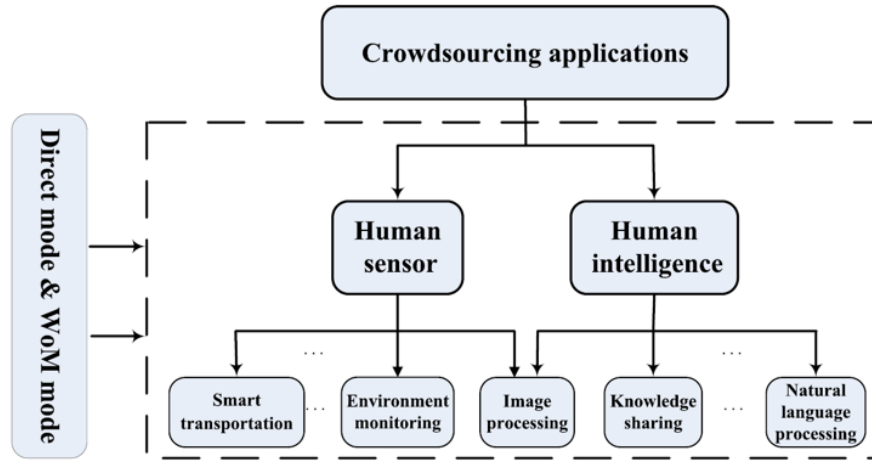 Crowdsourcing applications
Direct mode & WoM mode
Human
sensor
Human
intelligence
...
...
Smart
transportation
...
Environment
monitoring
Image
processing
Knowledge
sharing
...
Natural
language
processing